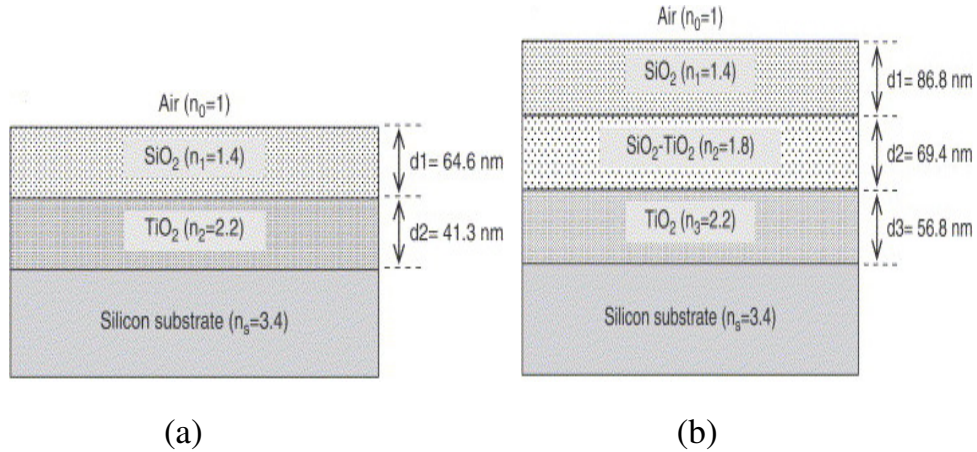 Air (n₀=1)
SiO₂ (n₁=1.4)
d1= 64.6 nm
TiO₂ (n₂=2.2)
d2= 41.3 nm
Silicon substrate (nₛ=3.4)
(a)
Air (n₀=1)
SiO₂ (n₁=1.4)
d1= 86.8 nm
SiO₂-TiO₂ (n₂=1.8)
d2= 69.4 nm
TiO₂ (n₃=2.2)
d3= 56.8 nm
Silicon substrate (nₛ=3.4)
(b)